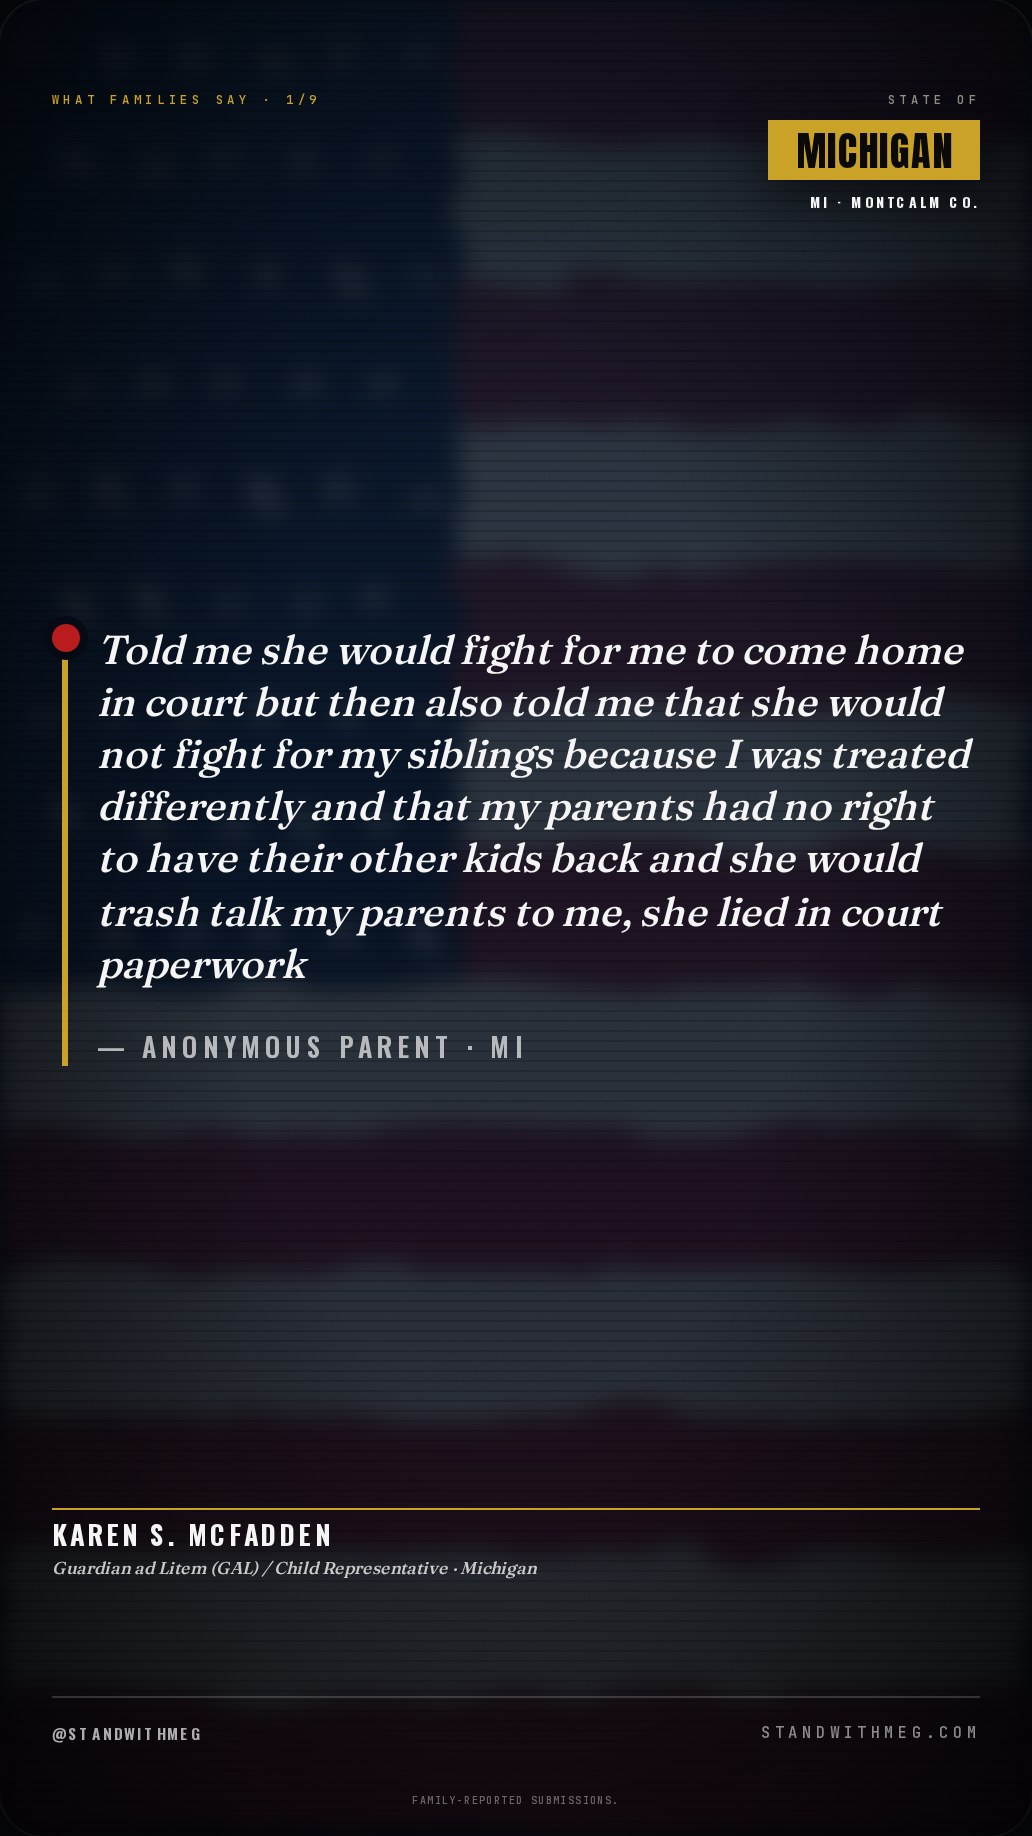 WHAT FAMILIES SAY · 1/9
STATE OF
MICHIGAN
MI · MONTCALM CO.
Told me she would fight for me to come home
in court but then also told me that she would
not fight for my siblings because I was treated
differently and that my parents had no right
to have their other kids back and she would
trash talk my parents to me, she lied in court
paperwork
— ANONYMOUS PARENT · MI
KAREN S. MCFADDEN
Guardian ad Litem (GAL) / Child Representative · Michigan
@STANDWITHMEG
STANDWITHMEG.COM
FAMILY-REPORTED SUBMISSIONS.